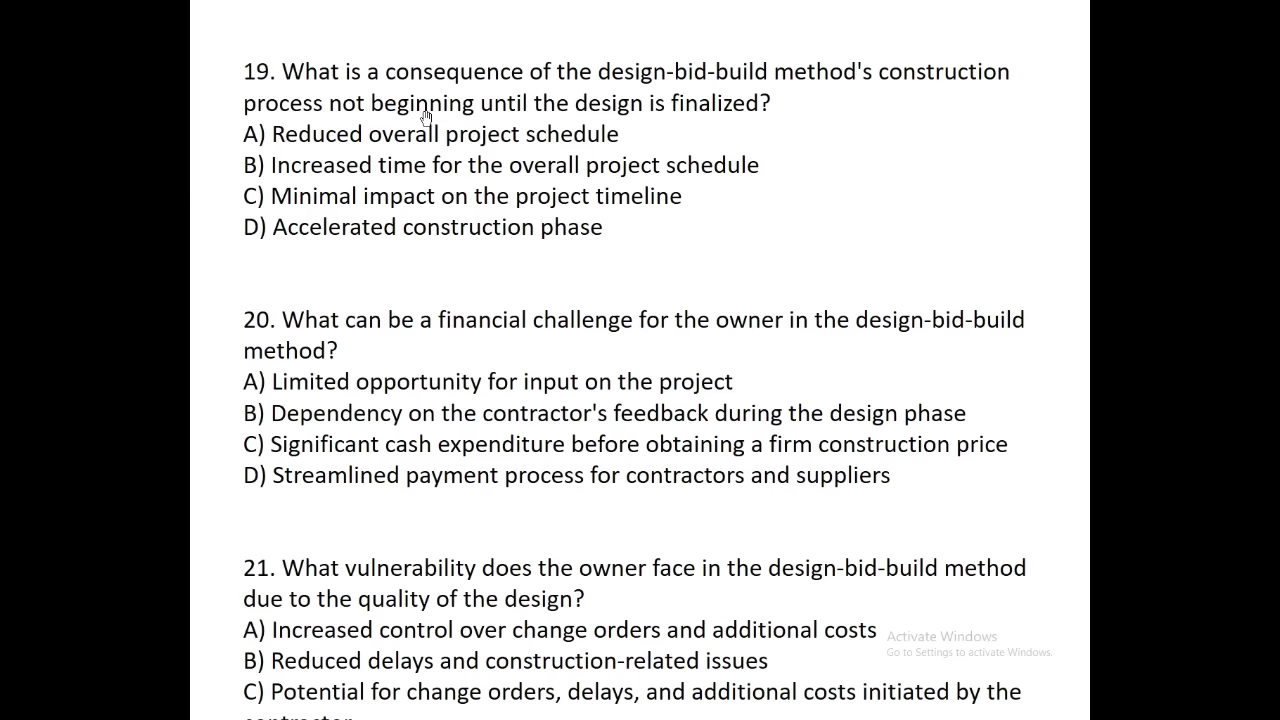 19. What is a consequence of the design-bid-build method's construction
process not beginning until the design is finalized?
A) Reduced overall project schedule
B) Increased time for the overall project schedule
C) Minimal impact on the project timeline
D) Accelerated construction phase
20. What can be a financial challenge for the owner in the design-bid-build
method?
A) Limited opportunity for input on the project
B) Dependency on the contractor's feedback during the design phase
C) Significant cash expenditure before obtaining a firm construction price
D) Streamlined payment process for contractors and suppliers
21. What vulnerability does the owner face in the design-bid-build method
due to the quality of the design?
A) Increased control over change orders and additional costs
B) Reduced delays and construction-related issues
C) Potential for change orders, delays, and additional costs initiated by the
Activate Windows
Go to Settings to activate Windows.